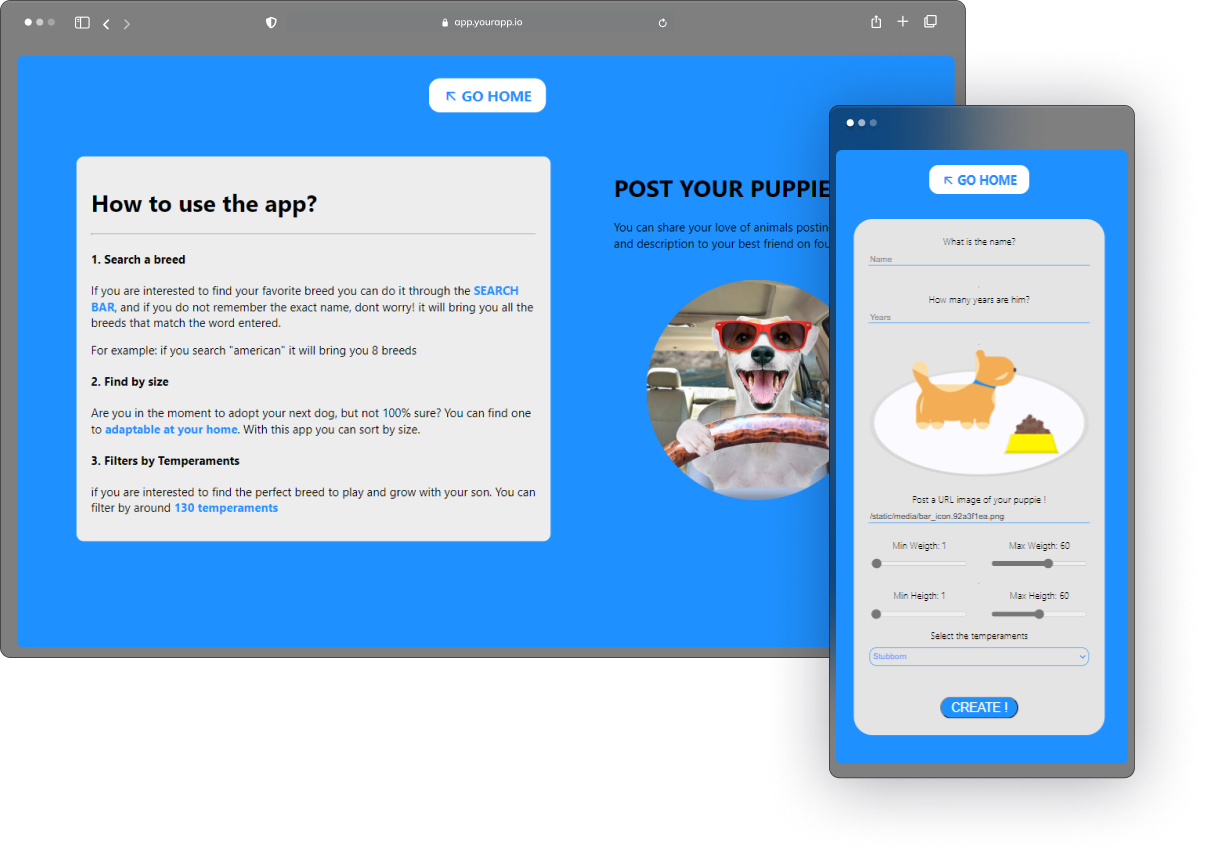 app.yourapp.io
GO HOME
How to use the app?
1. Search a breed
If you are interested to find your favorite breed you can do it through the SEARCH
BAR, and if you do not remember the exact name, dont worry! it will bring you all the
breeds that match the word entered.
For example: if you search "american" it will bring you 8 breeds
2. Find by size
Are you in the moment to adopt your next dog, but not 100% sure? You can find one
to adaptable at your home. With this app you can sort by size.
3. Filters by Temperaments
if you are interested to find the perfect breed to play and grow with your son. You can
filter by around 130 temperaments
POST YOUR PUPPIE
You can share your love of animals postin
and description to your best friend on fou
GO HOME
What is the name?
Name
How many years are him?
Years
Post a URL image of your puppie !
/static/media/bar_icon.92a3f1ea.png
Min Weigth: 1 Max Weigth: 60
Min Heigth: 1 Max Heigth: 60
Select the temperaments
Stubborn
CREATE !